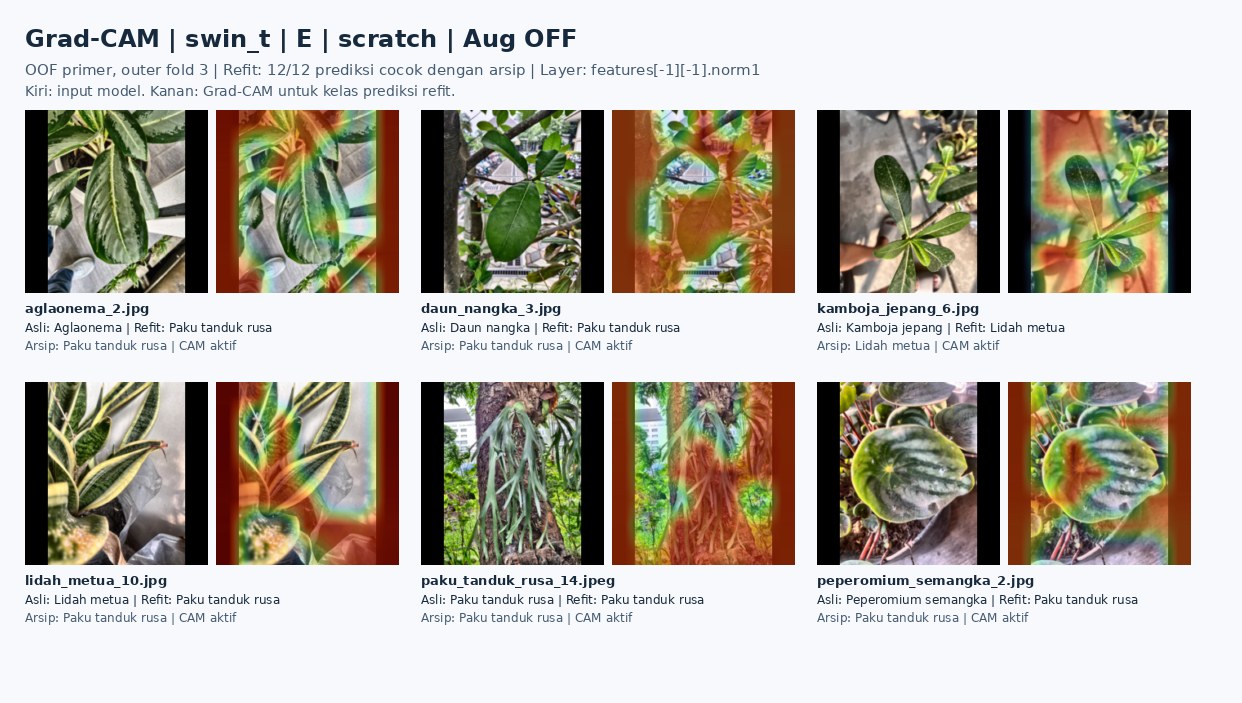 Grad-CAM | swin_t | E | scratch | Aug OFF
OOF primer, outer fold 3 | Refit: 12/12 prediksi cocok dengan arsip | Layer: features[-1][-1].norm1
Kiri: input model. Kanan: Grad-CAM untuk kelas prediksi refit.
aglaonema_2.jpg
Asli: Aglaonema | Refit: Paku tanduk rusa
Arsip: Paku tanduk rusa | CAM aktif
daun_nangka_3.jpg
Asli: Daun nangka | Refit: Paku tanduk rusa
Arsip: Paku tanduk rusa | CAM aktif
kamboja_jepang_6.jpg
Asli: Kamboja jepang | Refit: Lidah metua
Arsip: Lidah metua | CAM aktif
lidah_metua_10.jpg
Asli: Lidah metua | Refit: Paku tanduk rusa
Arsip: Paku tanduk rusa | CAM aktif
paku_tanduk_rusa_14.jpeg
Asli: Paku tanduk rusa | Refit: Paku tanduk rusa
Arsip: Paku tanduk rusa | CAM aktif
peperomium_semangka_2.jpg
Asli: Peperomium semangka | Refit: Paku tanduk rusa
Arsip: Paku tanduk rusa | CAM aktif